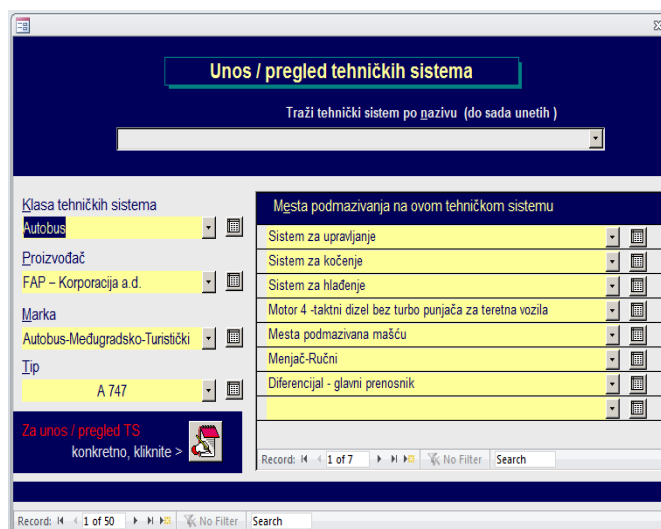 Unos / pregled tehničkih sistema
Traži tehnički sistem po nazivu (do sada unetih )
Klasa tehničkih sistema
Autobus
Proizvođač
FAP – Korporacija a.d.
Marka
Autobus-Međugradsko-Turistički
Tip
A 747
Za unos / pregled TS
konkretno, kliknite >
Mesta podmazivanja na ovom tehničkom sistemu
Sistem za upravljanje
Sistem za kočenje
Sistem za hlađenje
Motor 4 -taktni dizel bez turbo punjača za teretna vozila
Mesta podmazivana mašću
Menjač-Ručni
Diferencijal - glavni prenosnik
Record: 1 of 7 No Filter Search
Record: 1 of 50 No Filter Search